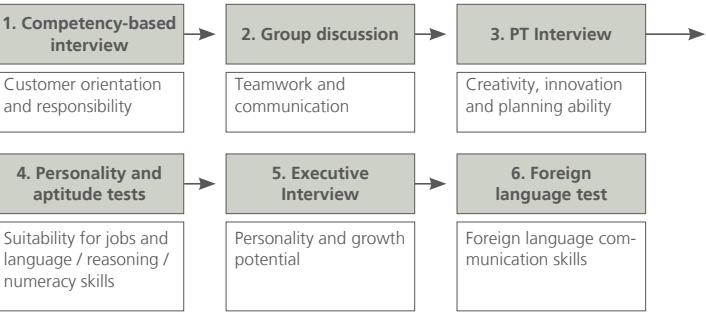 1. Competency-based
interview
2. Group discussion
3. PT Interview
Customer orientation
and responsibility
Teamwork and
communication
Creativity, innovation
and planning ability
4. Personality and
aptitude tests
5. Executive
Interview
6. Foreign
language test
Suitability for jobs and
language / reasoning /
numeracy skills
Personality and growth
potential
Foreign language com-
munication skills